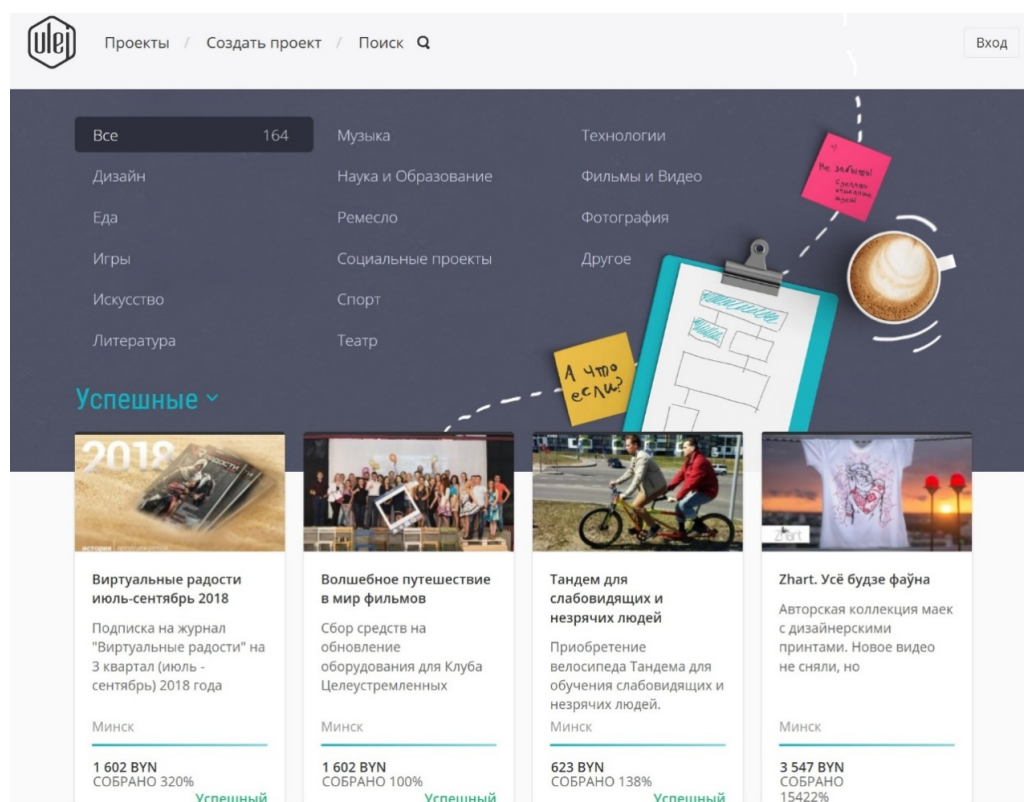 ulej
Проекты / Создать проект / Поиск
Вход
Все 164
Дизайн
Еда
Игры
Искусство
Литература
Музыка
Наука и Образование
Ремесло
Социальные проекты
Спорт
Театр
Технологии
Фильмы и Видео
Фотография
Другое
Не забыть!
А что
если?
Успешные
2018
Виртуальные радости
июль-сентябрь 2018
Подписка на журнал
"Виртуальные радости" на
3 квартал (июль -
сентябрь) 2018 года
Минск
1 602 BYN
СОБРАНО 320%
Успешный
Волшебное путешествие
в мир фильмов
Сбор средств на
обновление
оборудования для Клуба
Целеустремленных
Минск
1 602 BYN
СОБРАНО 100%
Успешный
Тандем для
слабовидящих и
незрячих людей
Приобретение
велосипеда Тандема для
обучения слабовидящих и
незрячих людей.
Минск
623 BYN
СОБРАНО 138%
Успешный
Zhart
Zhart. Усё будзе фаўна
Авторская коллекция маек
с дизайнерскими
принтами. Новое видео
не сняли, но
Минск
3 547 BYN
СОБРАНО
15422%